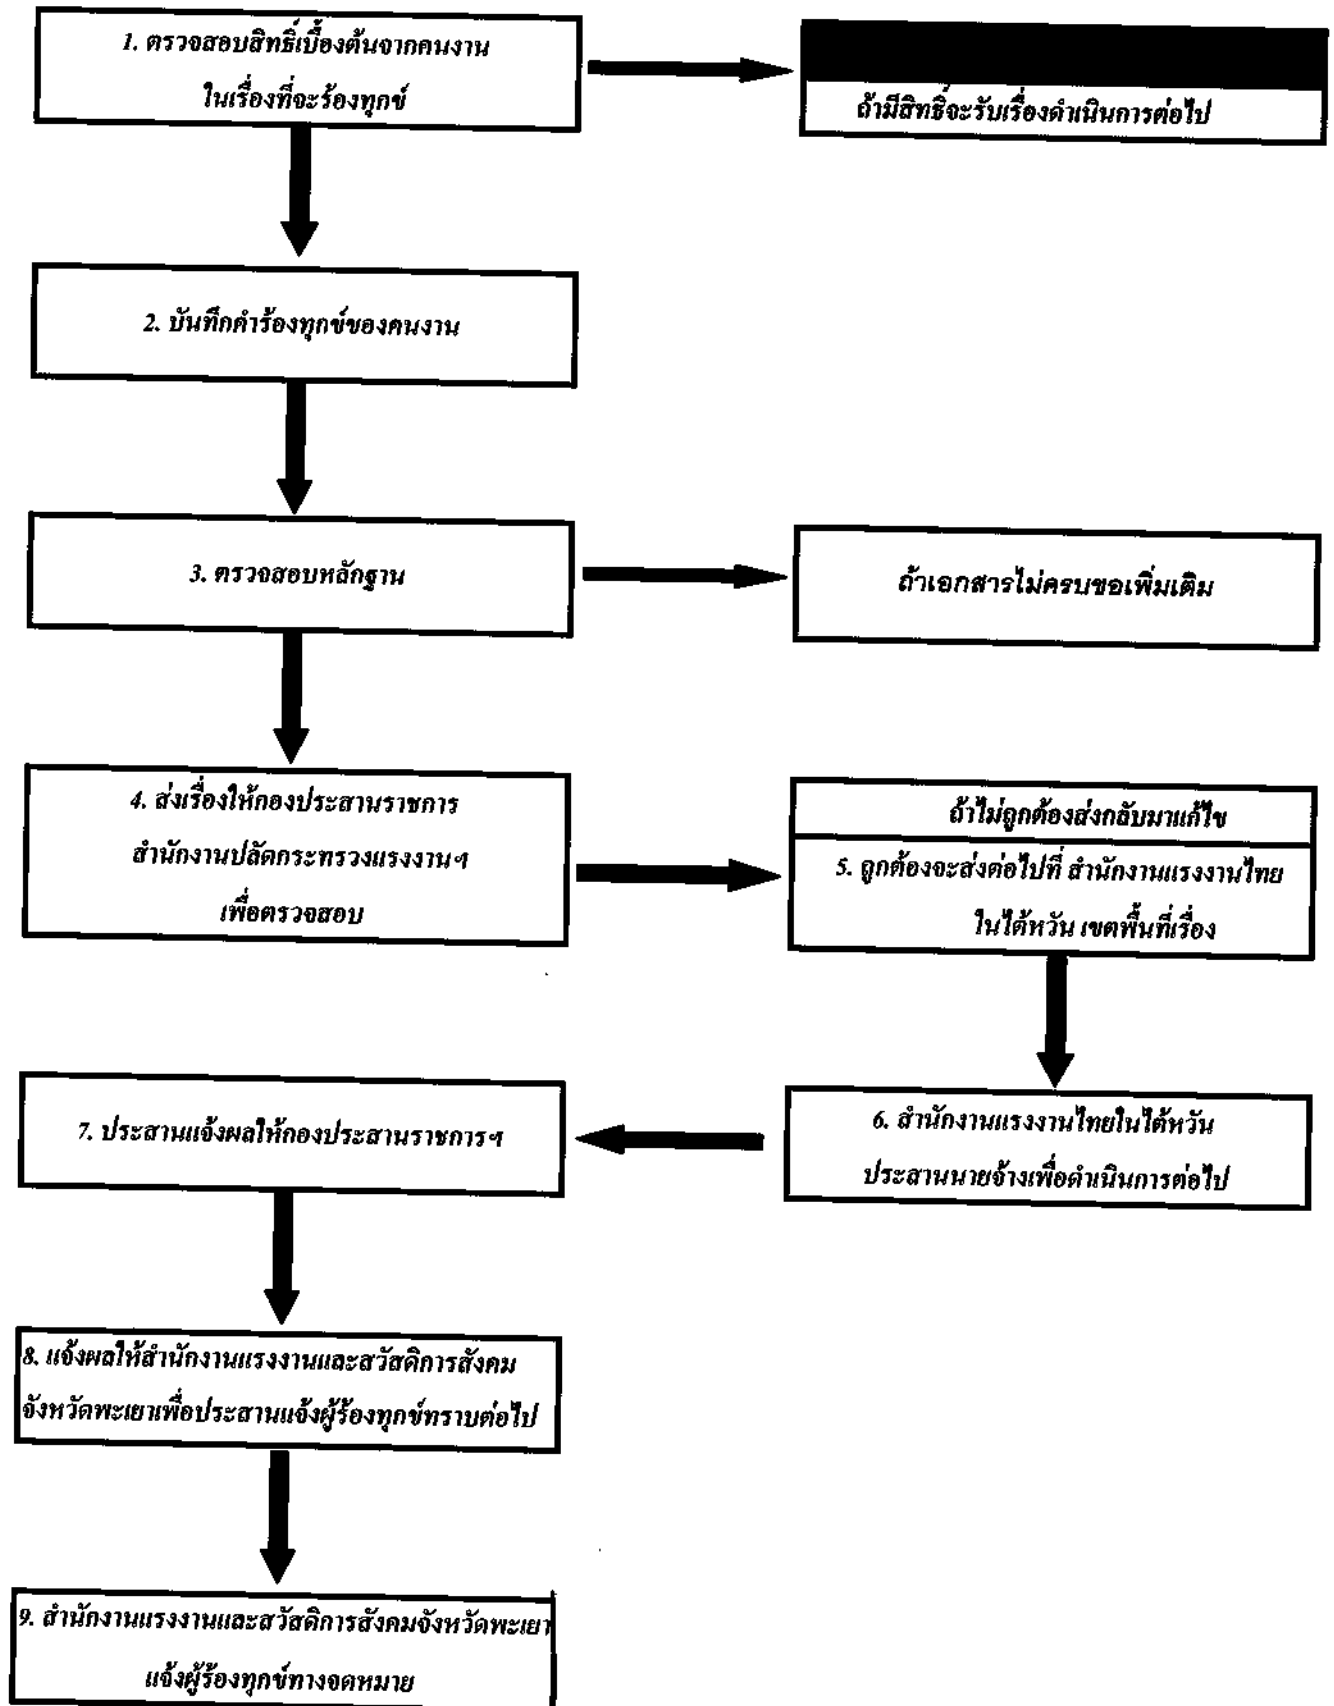 1. ตรวจสอบสิทธิ์เบื้องต้นจากคนงาน
ในเรื่องที่จะร้องทุกข์
ถ้ามีสิทธิ์จะรับเรื่องดำเนินการต่อไป
2. บันทึกคำร้องทุกข์ของคนงาน
3. ตรวจสอบหลักฐาน
ถ้าเอกสารไม่ครบขอเพิ่มเติม
4. ส่งเรื่องให้กองประสานราชการ
สำนักงานปลัดกระทรวงแรงงานฯ
เพื่อตรวจสอบ
ถ้าไม่ถูกต้องส่งกลับมาแก้ไข
5. ถูกต้องจะส่งต่อไปที่ สำนักงานแรงงานไทย
ในได้หวัน เขตพื้นที่เรื่อง
6. สำนักงานแรงงานไทยในได้หวัน
ประสานนายจ้างเพื่อดำเนินการต่อไป
7. ประสานแจ้งผลให้กองประสานราชการฯ
8. แจ้งผลให้สำนักงานแรงงานและสวัสดิการสังคม
จังหวัดพะเยาเพื่อประสานแจ้งผู้ร้องทุกข์ทราบต่อไป
9. สำนักงานแรงงานและสวัสดิการสังคมจังหวัดพะเยา
แจ้งผู้ร้องทุกข์ทางจดหมาย